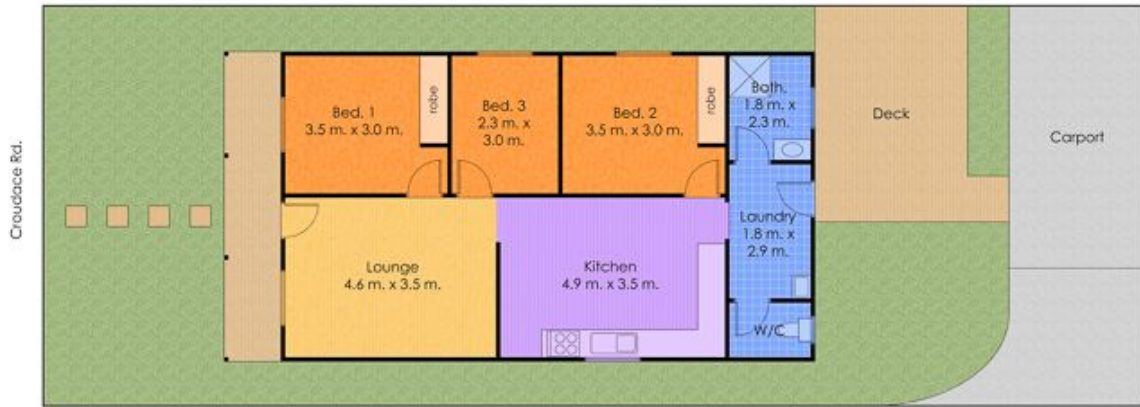 Croudace Rd.
Bed. 1
3.5 m. x 3.0 m.
robe
Bed. 3
2.3 m. x
3.0 m.
Bed. 2
3.5 m. x 3.0 m.
robe
Bath.
1.8 m. x
2.3 m.
Deck
Carport
Lounge
4.6 m. x 3.5 m.
Kitchen
4.9 m. x 3.5 m.
Laundry
1.8 m. x
2.9 m.
W/C